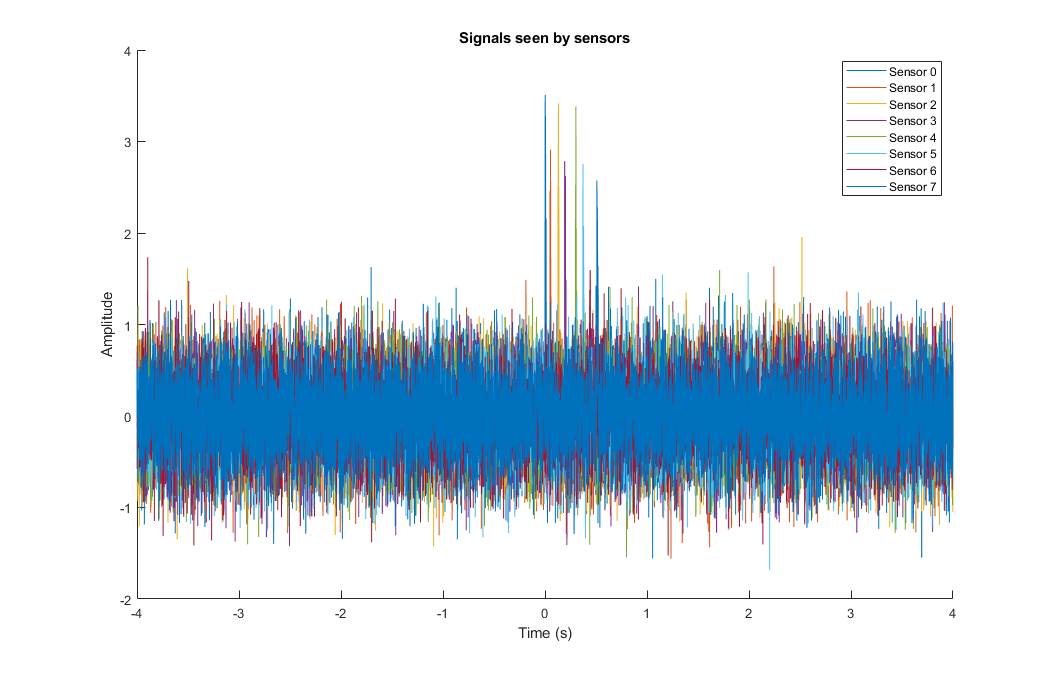 Signals seen by sensors
4
3
2
1
0
-1
-2
Amplitude
Sensor 0
Sensor 1
Sensor 2
Sensor 3
Sensor 4
Sensor 5
Sensor 6
Sensor 7
-4 -3 -2 -1 0 1 2 3 4
Time (s)